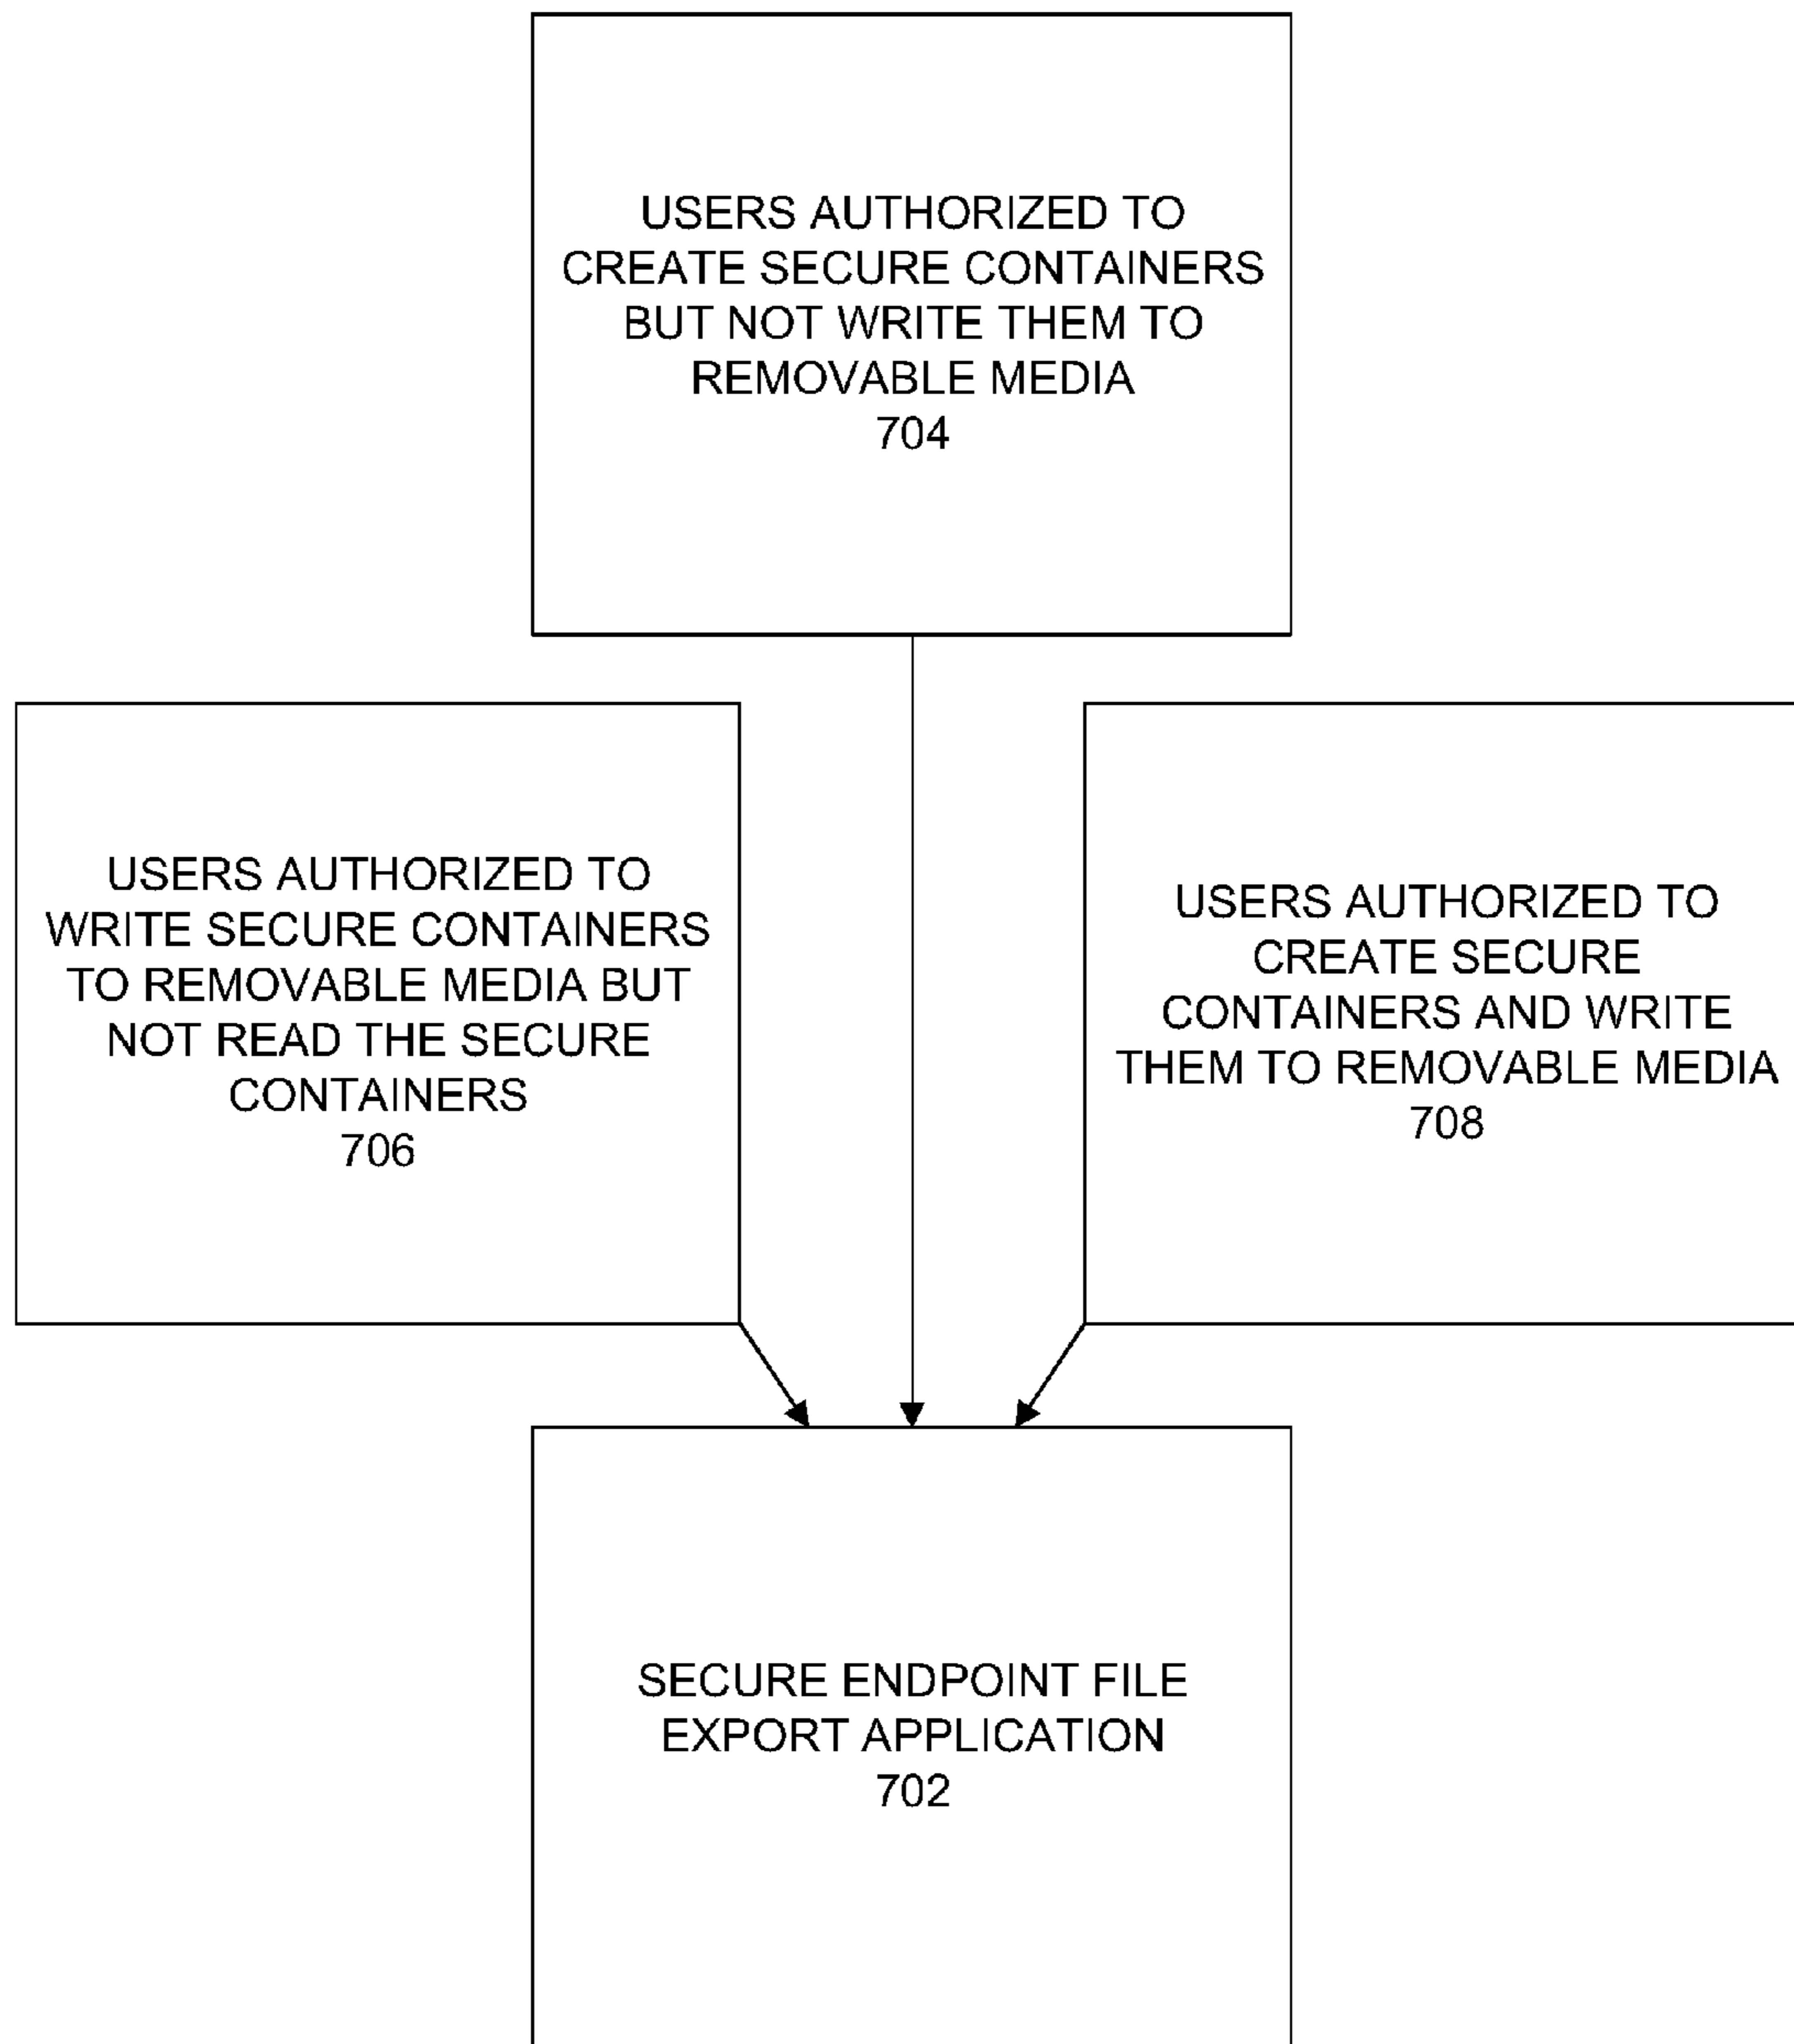 USERS AUTHORIZED TO
CREATE SECURE CONTAINERS
BUT NOT WRITE THEM TO
REMOVABLE MEDIA
704
USERS AUTHORIZED TO
WRITE SECURE CONTAINERS
TO REMOVABLE MEDIA BUT
NOT READ THE SECURE
CONTAINERS
706
USERS AUTHORIZED TO
CREATE SECURE
CONTAINERS AND WRITE
THEM TO REMOVABLE MEDIA
708
SECURE ENDPOINT FILE
EXPORT APPLICATION
702